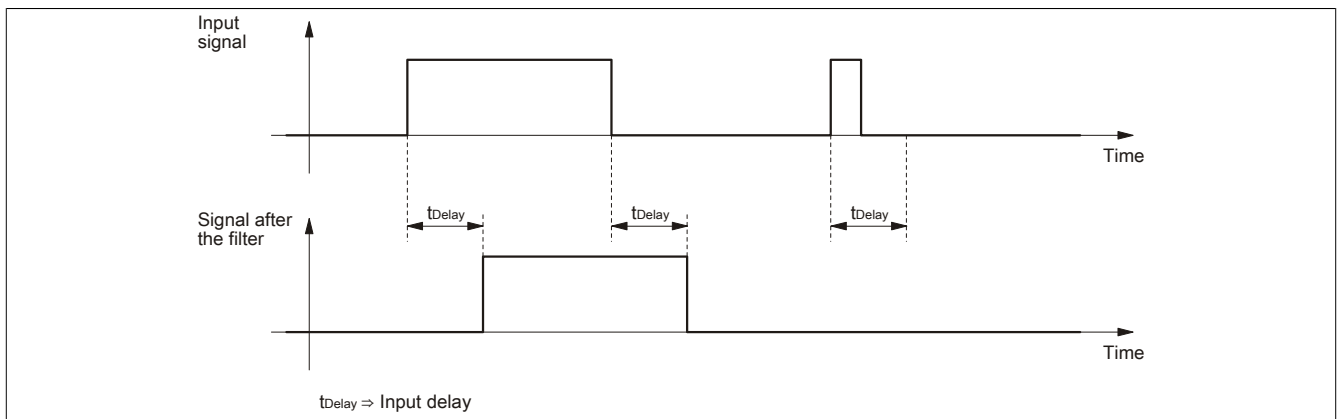 Input
signal
Time
Signal after
the filter
tDelay
tDelay
tDelay
Time
tDelay ⇒ Input delay